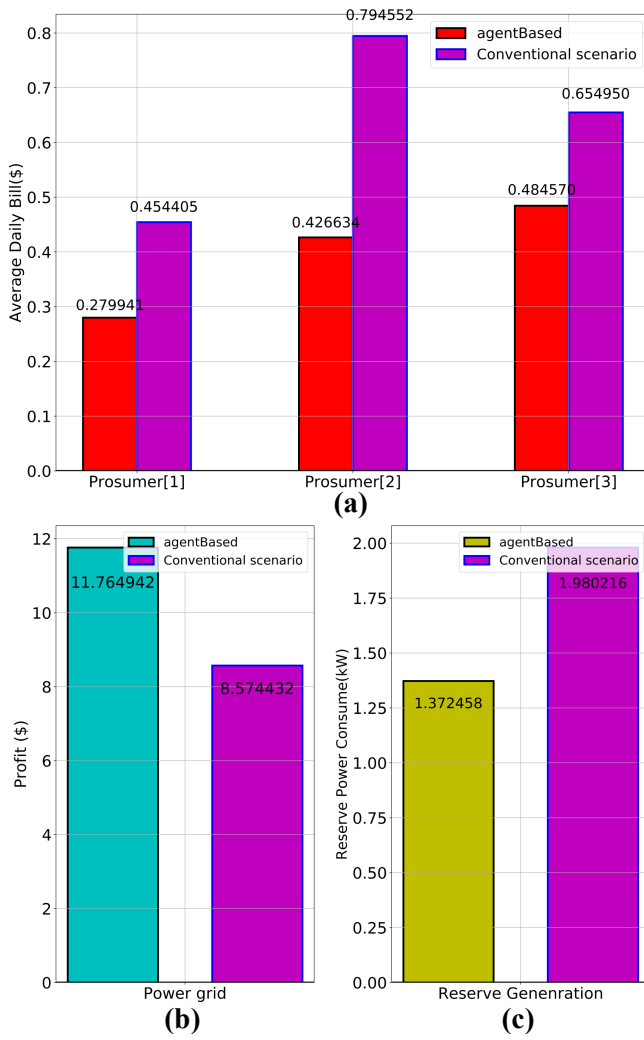 0.794552
agentBased
Conventional scenario
0.8
0.7
0.654950
0.6
0.5
0.484570
0.454405
0.426634
0.4
0.3
0.279941
0.2
0.1
0.0
Average Daily Bill($)
Prosumer[1]
Prosumer[2]
Prosumer[3]
(a)
agentBased
Conventional scenario
12
11.764942
10
8.574432
8
6
4
2
0
Profit ($)
Power grid
(b)
agentBased
Conventional scenario
2.00
1.980216
1.75
1.50
1.372458
1.25
1.00
0.75
0.50
0.25
0.00
Reserve Power Consume(kW)
Reserve Genenration
(c)